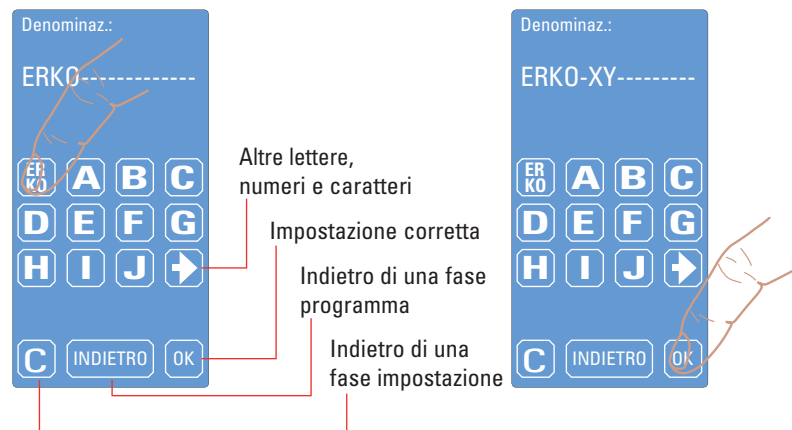 Denominaz.:
ERKO-------------
ER
KO
A
B
C
D
E
F
G
H
I
J
C
INDIETRO
OK
Altre lettere,
numeri e caratteri
Impostazione corretta
Indietro di una fase
programma
Indietro di una
fase impostazione
Denominaz.:
ERKO-XY---------
ER
KO
A
B
C
D
E
F
G
H
I
J
C
INDIETRO
OK